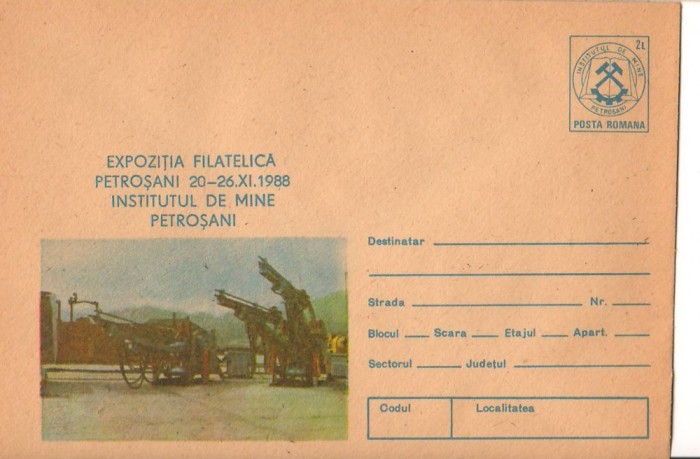 2L
INSTITUTUL DE MINE
PETROȘANI
POSTA ROMANA
EXPOZIȚIA FILATELICĂ
PETROȘANI 20-26.XI.1988
INSTITUTUL DE MINE
PETROȘANI
Destinatar
Strada Nr.
Blocul Scara Etajul Apart.
Sectorul Județul
Codul Localitatea